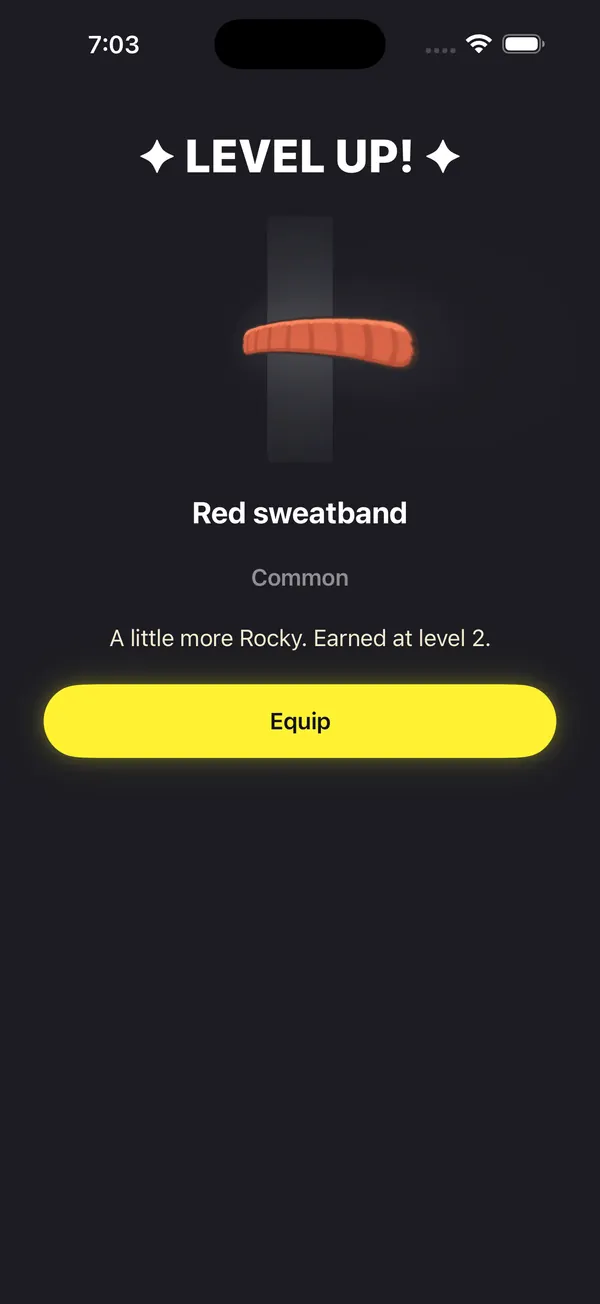 7:03
✦ LEVEL UP! ✦
Red sweatband
Common
A little more Rocky. Earned at level 2.
Equip